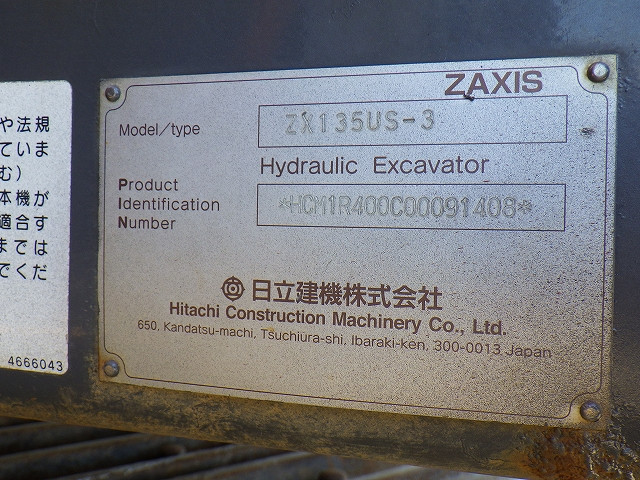 ZAXIS
Model/type ZX135US-3
Hydraulic Excavator
Product
Identification
Number
*HCM1R400C00091408*
日立建機株式会社
Hitachi Construction Machinery Co., Ltd.
650, Kandatsu-machi, Tsuchiura-shi, Ibaraki-ken, 300-0013 Japan
や法規
ていま
む)
本機が
適合す
までは
でくだ
4666043